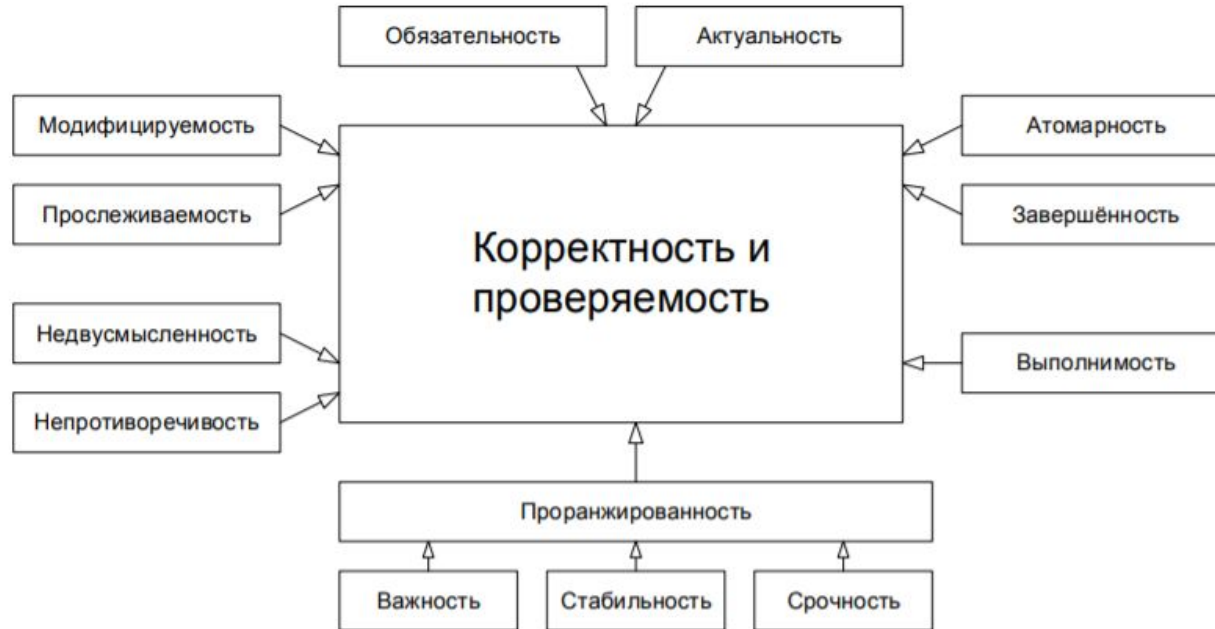 Обязательность
Актуальность
Модифицируемость
Атомарность
Прослеживаемость
Завершённость
Корректность и
проверяемость
Недвусмысленность
Выполнимость
Непротиворечивость
Проранжированность
Важность
Стабильность
Срочность